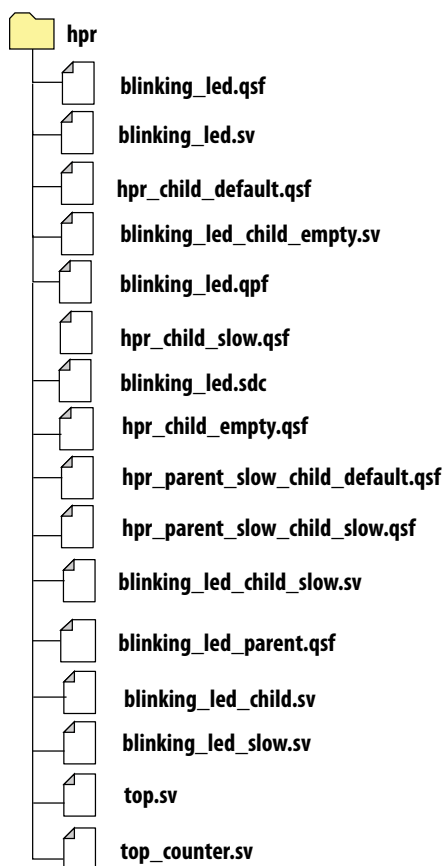 hpr
blinking_led.qsf
blinking_led.sv
hpr_child_default.qsf
blinking_led_child_empty.sv
blinking_led.qpf
hpr_child_slow.qsf
blinking_led.sdc
hpr_child_empty.qsf
hpr_parent_slow_child_default.qsf
hpr_parent_slow_child_slow.qsf
blinking_led_child_slow.sv
blinking_led_parent.qsf
blinking_led_child.sv
blinking_led_slow.sv
top.sv
top_counter.sv